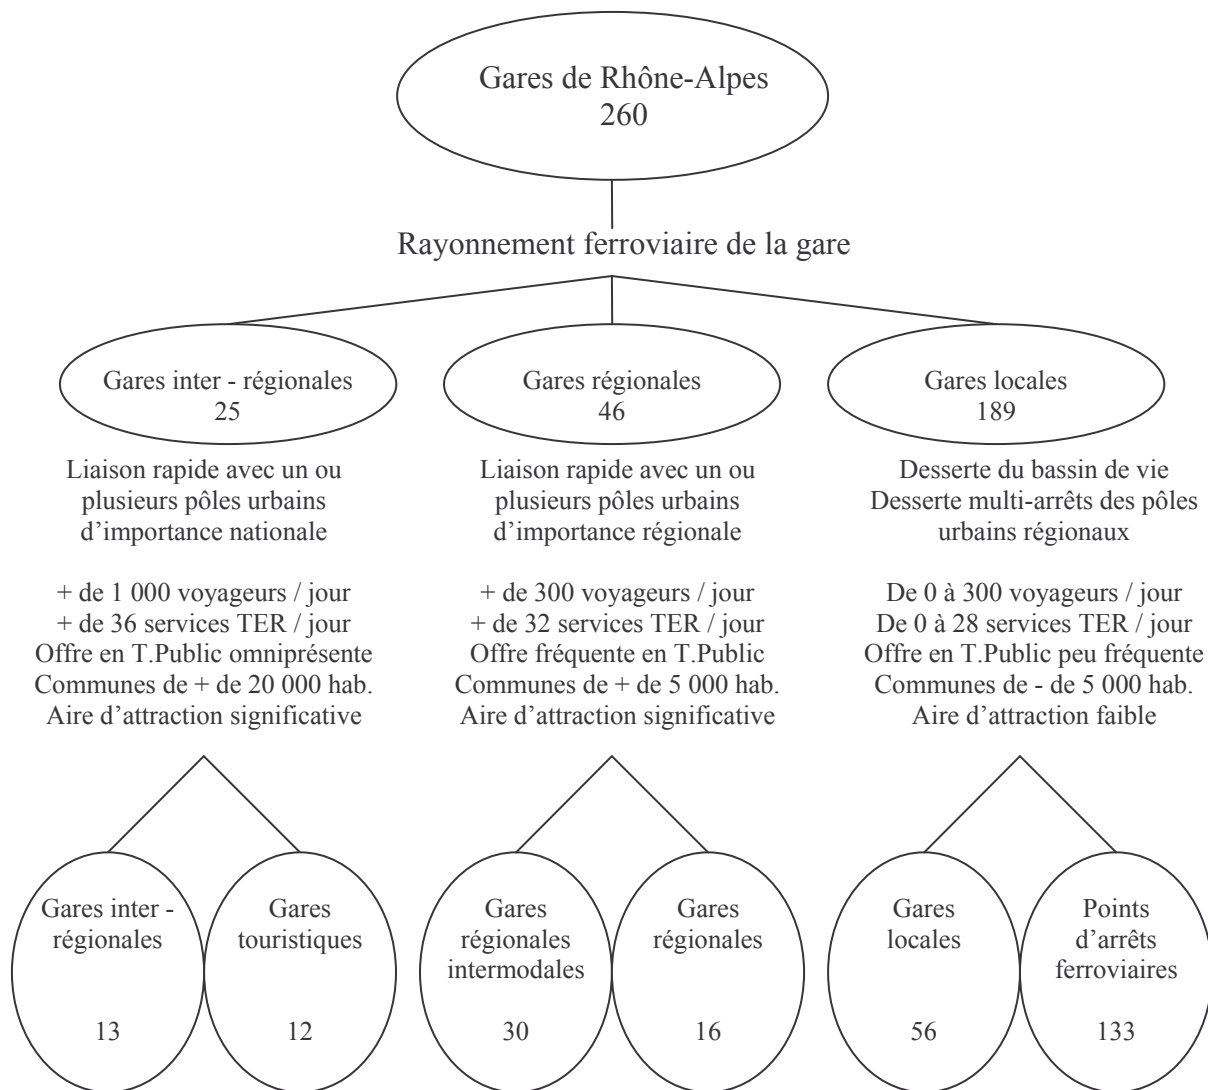 Gares de Rhône-Alpes
260
Rayonnement ferroviaire de la gare
Gares inter - régionales
25
Gares régionales
46
Gares locales
189
Liaison rapide avec un ou
plusieurs pôles urbains
d’importance nationale
+ de 1 000 voyageurs / jour
+ de 36 services TER / jour
Offre en T.Public omniprésente
Communes de + de 20 000 hab.
Aire d’attraction significative
Liaison rapide avec un ou
plusieurs pôles urbains
d’importance régionale
+ de 300 voyageurs / jour
+ de 32 services TER / jour
Offre fréquente en T.Public
Communes de + de 5 000 hab.
Aire d’attraction significative
Desserte du bassin de vie
Desserte multi-arrêts des pôles
urbains régionaux
De 0 à 300 voyageurs / jour
De 0 à 28 services TER / jour
Offre en T.Public peu fréquente
Communes de - de 5 000 hab.
Aire d’attraction faible
Gares inter -
régionales
13
Gares
touristiques
12
Gares
régionales
intermodales
30
Gares
régionales
16
Gares
locales
56
Points
d’arrêts
ferroviaires
133